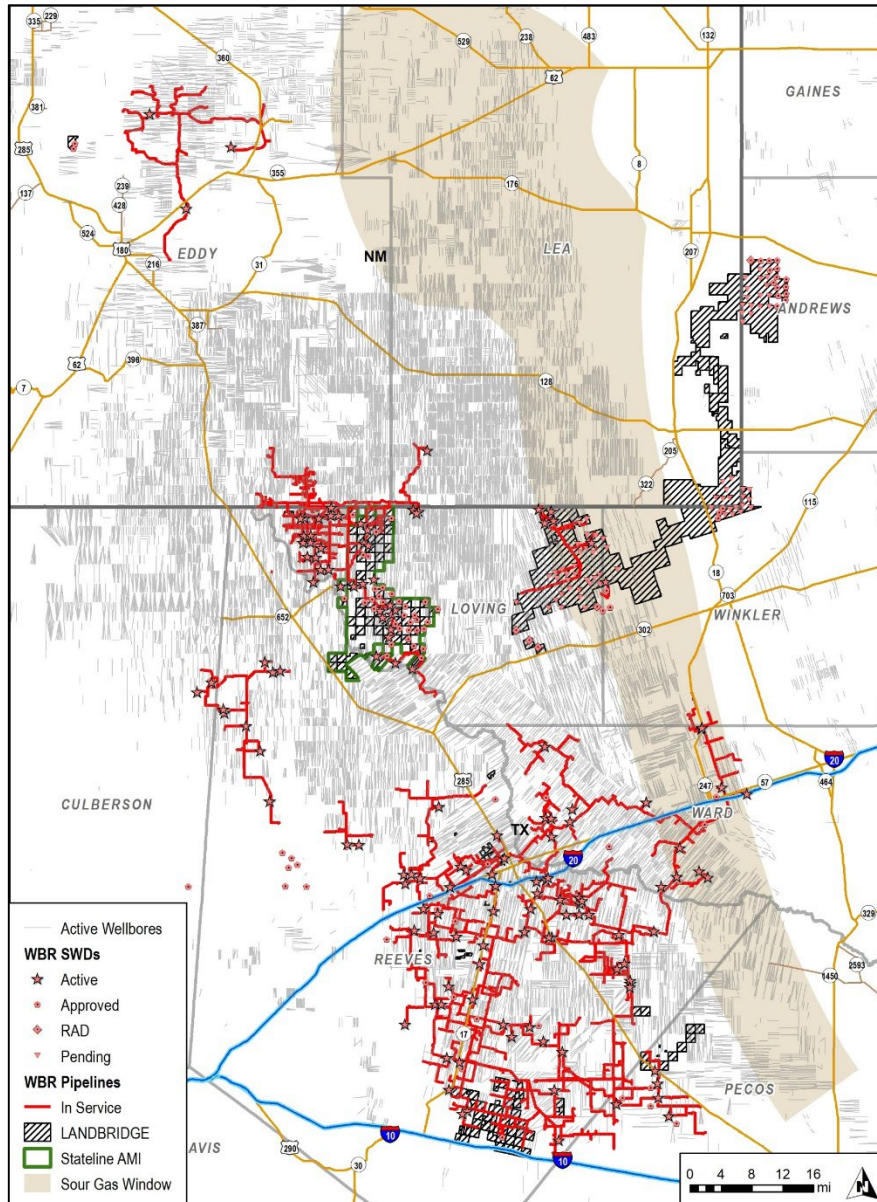 229
335
360
529
238
483
132
62
GAINES
381
285
8
355
176
239
137
428
524
180
EDDY
NM
LEA
207
216
31
ANDREWS
387
62
396
7
128
205
322
115
18
703
LOVING
WINKLER
652
302
20
285
57
464
247
CULBERSON
WARD
TX
20
329
REEVES
2593
1450
17
PECOS
AVIS
10
290
10
30
Active Wellbores
WBR SWDs
Active
Approved
RAD
Pending
WBR Pipelines
In Service
LANDBRIDGE
Stateline AMI
Sour Gas Window
0 4 8 12 16
mi
N